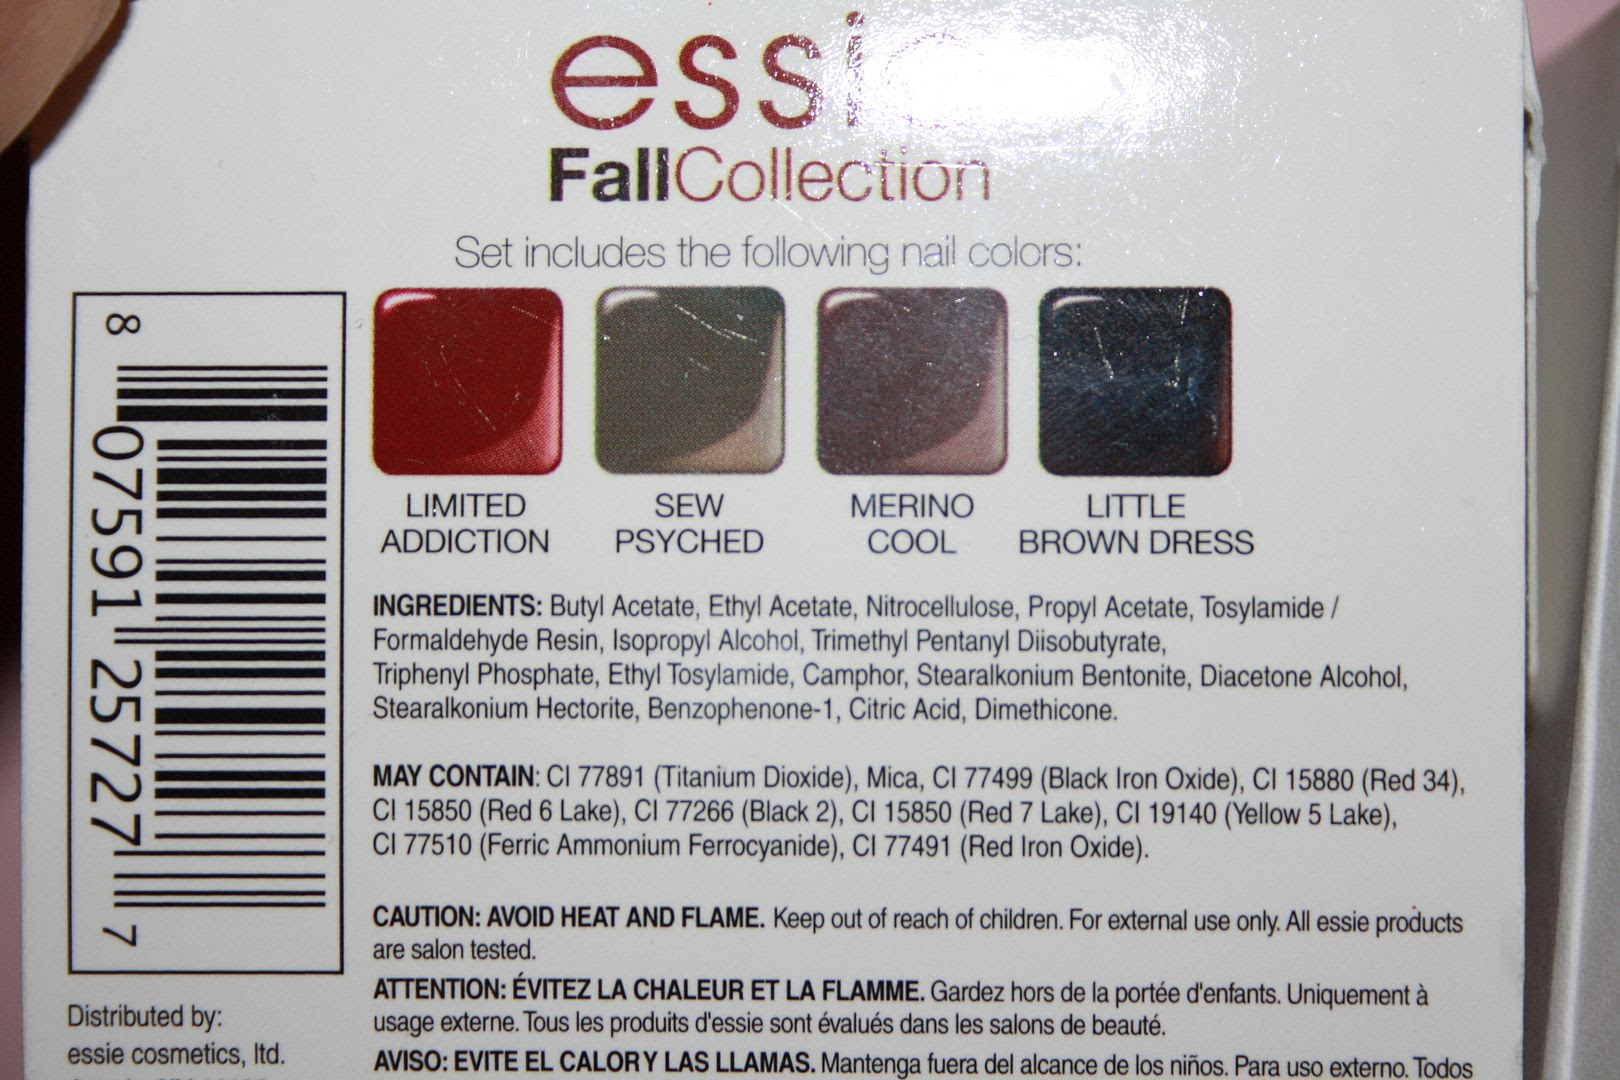 essie
FallCollection
Set includes the following nail colors:
LIMITED
ADDICTION
SEW
PSYCHED
MERINO
COOL
LITTLE
BROWN DRESS
8 07591 25727 7
INGREDIENTS: Butyl Acetate, Ethyl Acetate, Nitrocellulose, Propyl Acetate, Tosylamide /
Formaldehyde Resin, Isopropyl Alcohol, Trimethyl Pentanyl Diisobutyrate,
Triphenyl Phosphate, Ethyl Tosylamide, Camphor, Stearalkonium Bentonite, Diacetone Alcohol,
Stearalkonium Hectorite, Benzophenone-1, Citric Acid, Dimethicone.
MAY CONTAIN: CI 77891 (Titanium Dioxide), Mica, CI 77499 (Black Iron Oxide), CI 15880 (Red 34),
CI 15850 (Red 6 Lake), CI 77266 (Black 2), CI 15850 (Red 7 Lake), CI 19140 (Yellow 5 Lake),
CI 77510 (Ferric Ammonium Ferrocyanide), CI 77491 (Red Iron Oxide).
CAUTION: AVOID HEAT AND FLAME. Keep out of reach of children. For external use only. All essie products
are salon tested.
ATTENTION: ÉVITEZ LA CHALEUR ET LA FLAMME. Gardez hors de la portée d'enfants. Uniquement à
usage externe. Tous les produits d'essie sont évalués dans les salons de beauté.
AVISO: EVITE EL CALOR Y LAS LLAMAS. Mantenga fuera del alcance de los niños. Para uso externo. Todos
Distributed by:
essie cosmetics, ltd.